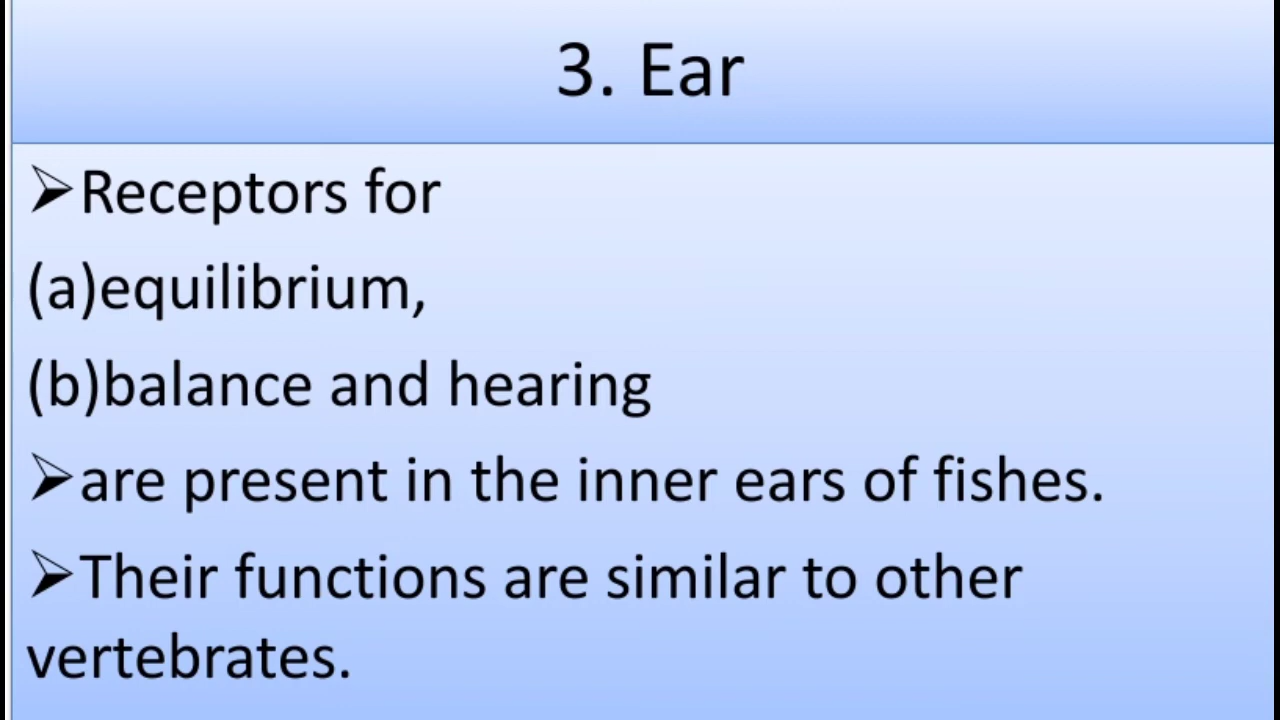 3. Ear
➢Receptors for
(a)equilibrium,
(b)balance and hearing
➢are present in the inner ears of fishes.
➢Their functions are similar to other
vertebrates.